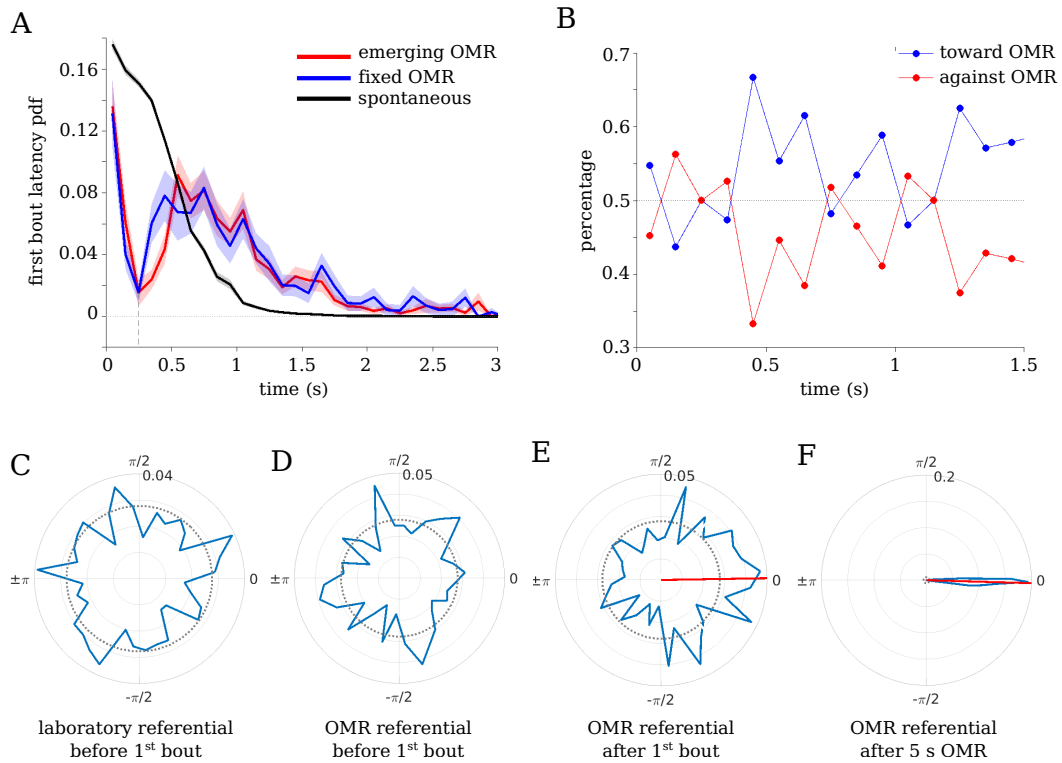 A
emerging OMR
fixed OMR
spontaneous
first bout latency pdf
0.16
0.12
0.08
0.04
0
0
0.5
1
1.5
2
2.5
3
time (s)
B
toward OMR
against OMR
percentage
0.7
0.6
0.5
0.4
0.3
0
0.5
1
1.5
time (s)
C
π/2
0.04
±π
0
-π/2
laboratory referential
before 1st bout
D
π/2
0.05
±π
0
-π/2
OMR referential
before 1st bout
E
π/2
0.05
±π
0
-π/2
OMR referential
after 1st bout
F
π/2
0.2
±π
0
-π/2
OMR referential
after 5 s OMR